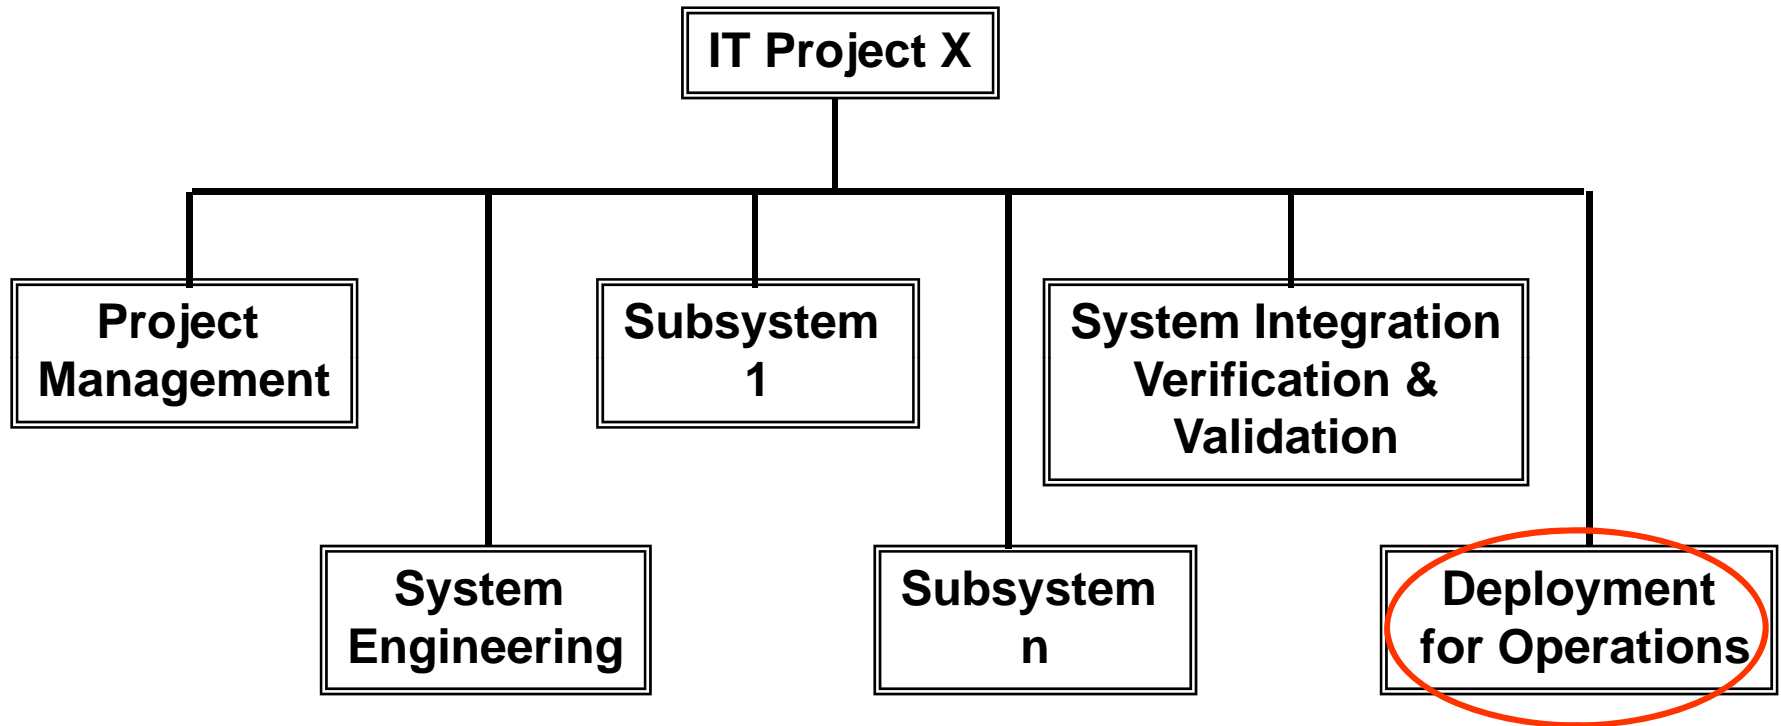 IT Project X
Project
Management
Subsystem
1
System Integration
Verification &
Validation
System
Engineering
Subsystem
n
Deployment
for Operations